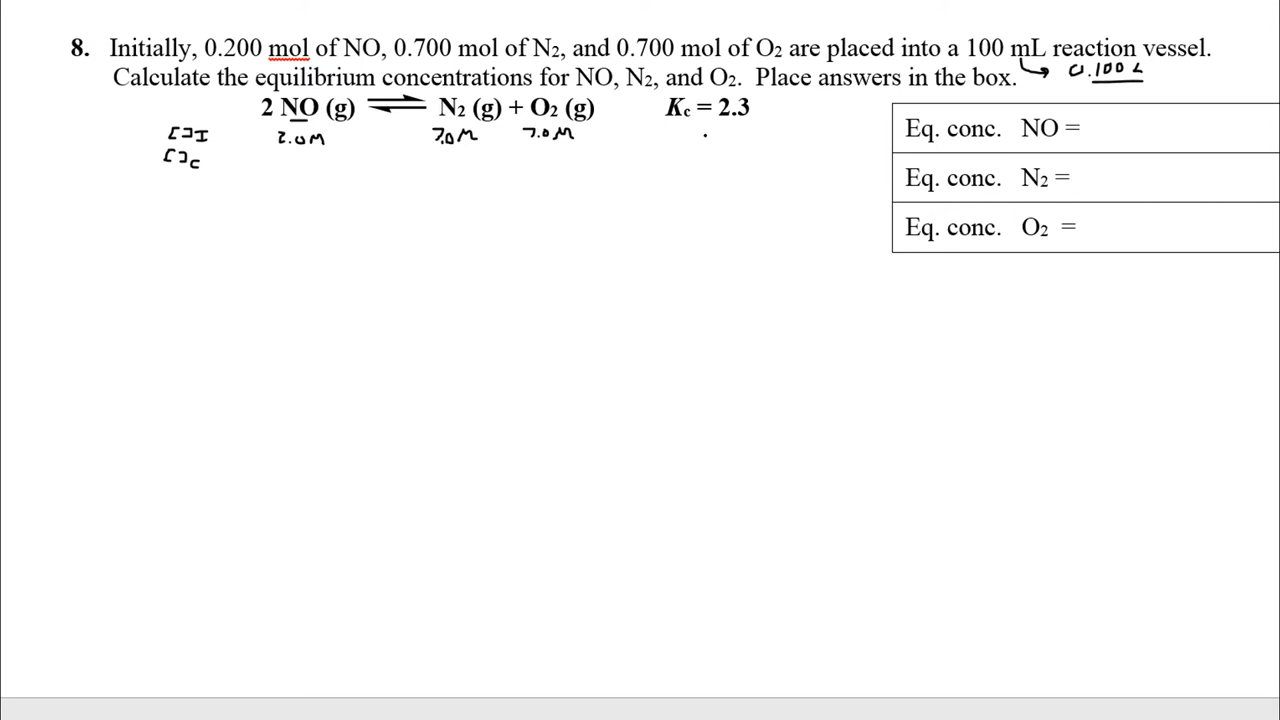 8. Initially, 0.200 mol of NO, 0.700 mol of N2, and 0.700 mol of O2 are placed into a 100 mL reaction vessel.
Calculate the equilibrium concentrations for NO, N2, and O2. Place answers in the box. → 0.100 L
2 NO (g) ⇌ N2 (g) + O2 (g) Kc = 2.3
[ ]I 2.0M 7.0M 7.0M
[ ]C
Eq. conc. NO =
Eq. conc. N2 =
Eq. conc. O2 =